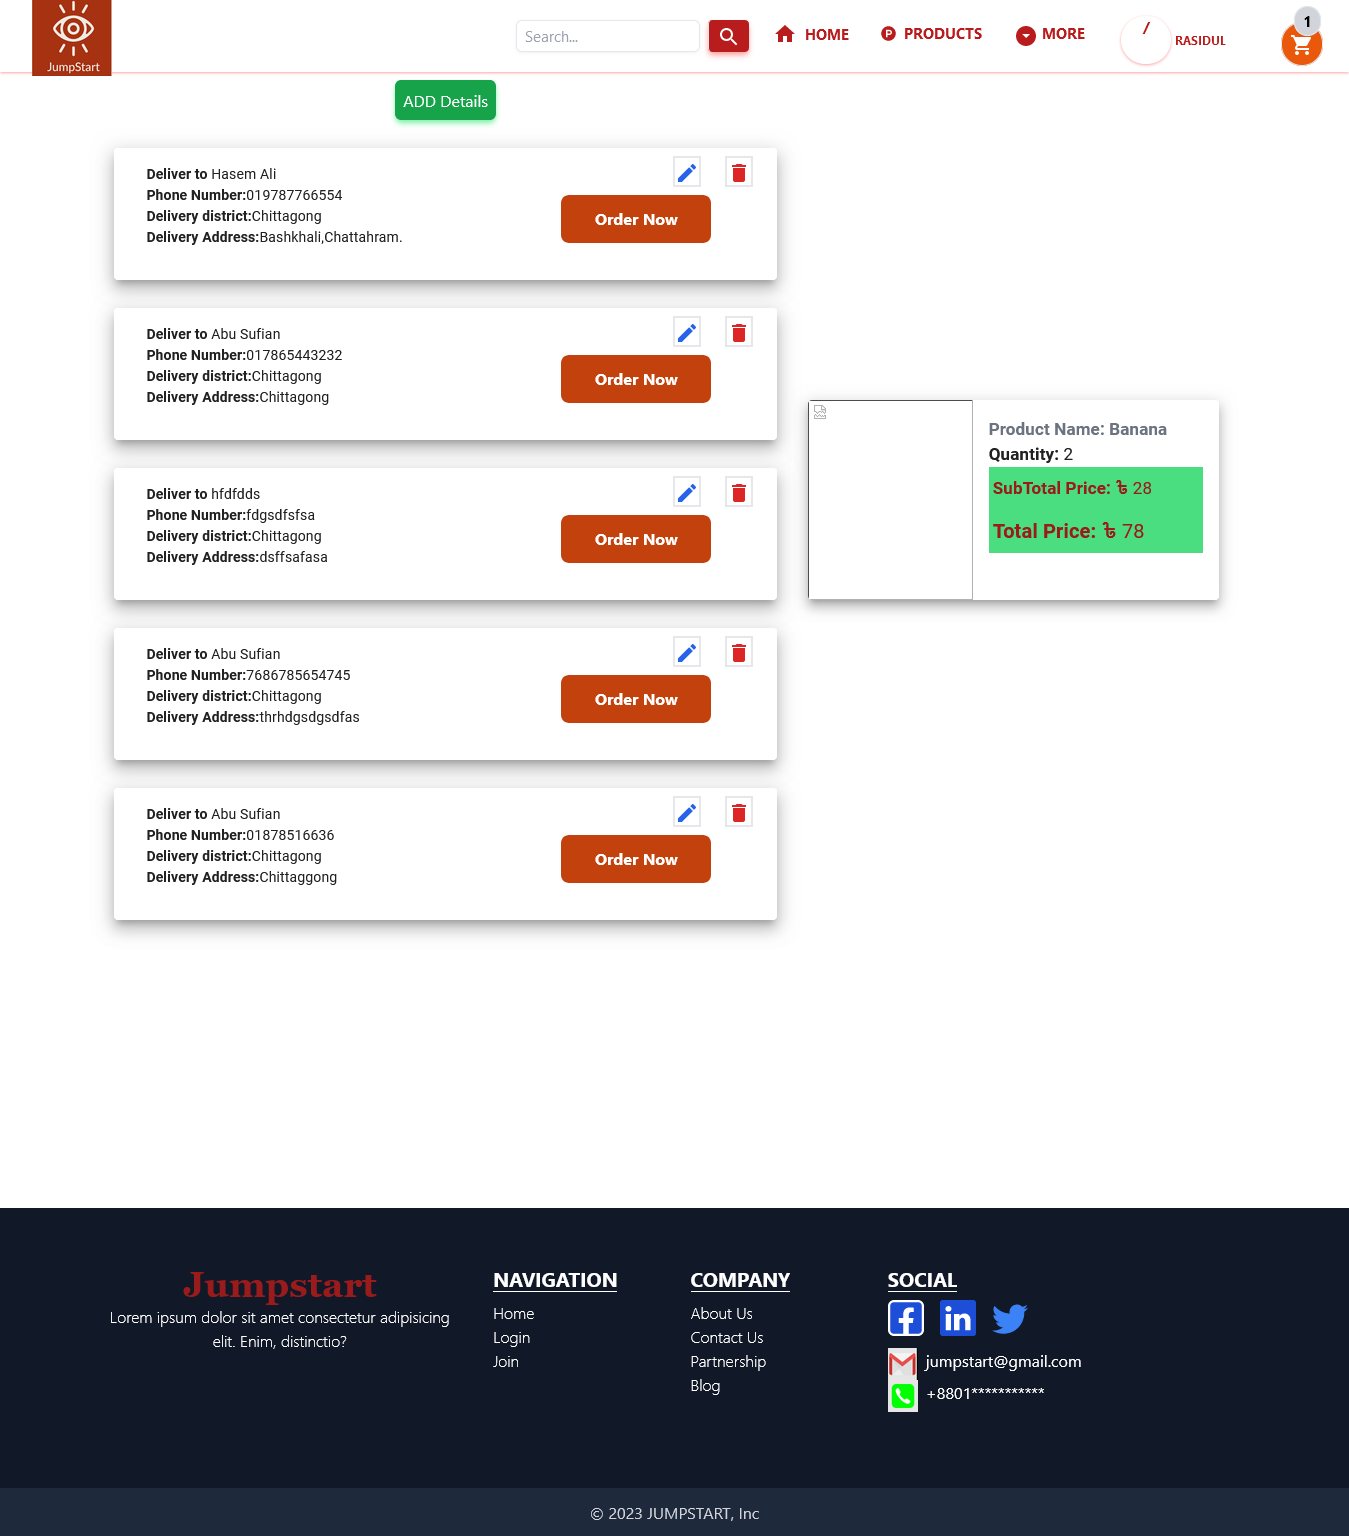 JumpStart
Search...
HOME
PRODUCTS
MORE
/
RASIDUL
1
ADD Details
Deliver to Hasem Ali
Phone Number:019787766554
Delivery district:Chittagong
Delivery Address:Bashkhali,Chattahram.
Order Now
Deliver to Abu Sufian
Phone Number:017865443232
Delivery district:Chittagong
Delivery Address:Chittagong
Order Now
Deliver to hfdfdds
Phone Number:fdgsdfsfsa
Delivery district:Chittagong
Delivery Address:dsffsafasa
Order Now
Deliver to Abu Sufian
Phone Number:7686785654745
Delivery district:Chittagong
Delivery Address:thrhdgsdgsdfas
Order Now
Deliver to Abu Sufian
Phone Number:01878516636
Delivery district:Chittagong
Delivery Address:Chittaggong
Order Now
Product Name: Banana
Quantity: 2
SubTotal Price: ৳ 28
Total Price: ৳ 78
Jumpstart
Lorem ipsum dolor sit amet consectetur adipisicing
elit. Enim, distinctio?
NAVIGATION
Home
Login
Join
COMPANY
About Us
Contact Us
Partnership
Blog
SOCIAL
jumpstart@gmail.com
+8801***********
© 2023 JUMPSTART, Inc